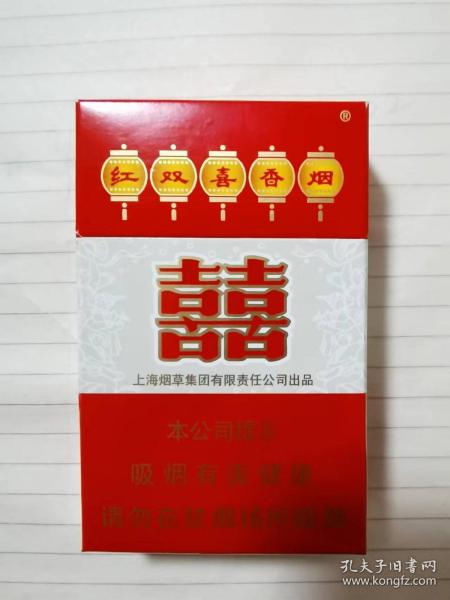 ®
红双喜香烟
囍
上海烟草集团有限责任公司出品
本公司提示
吸烟有害健康
请勿在禁烟场所吸烟
孔夫子旧书网
www.kongfz.com